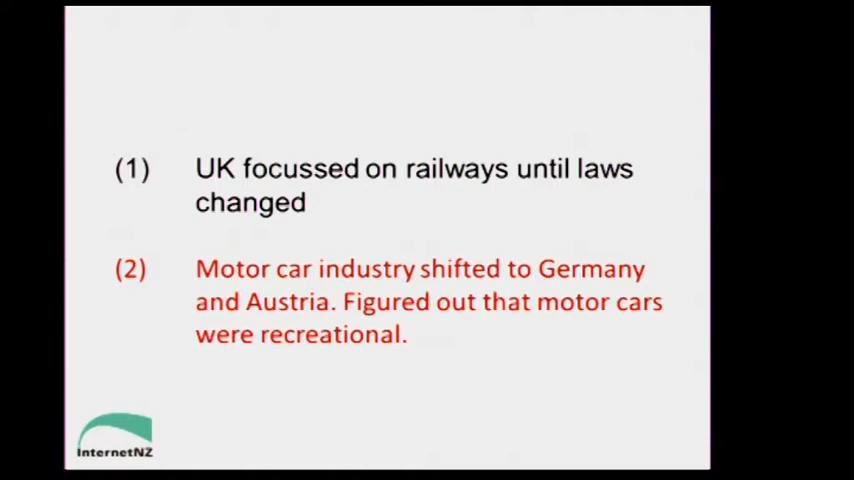 (1) UK focussed on railways until laws
changed
(2) Motor car industry shifted to Germany
and Austria. Figured out that motor cars
were recreational.
InternetNZ